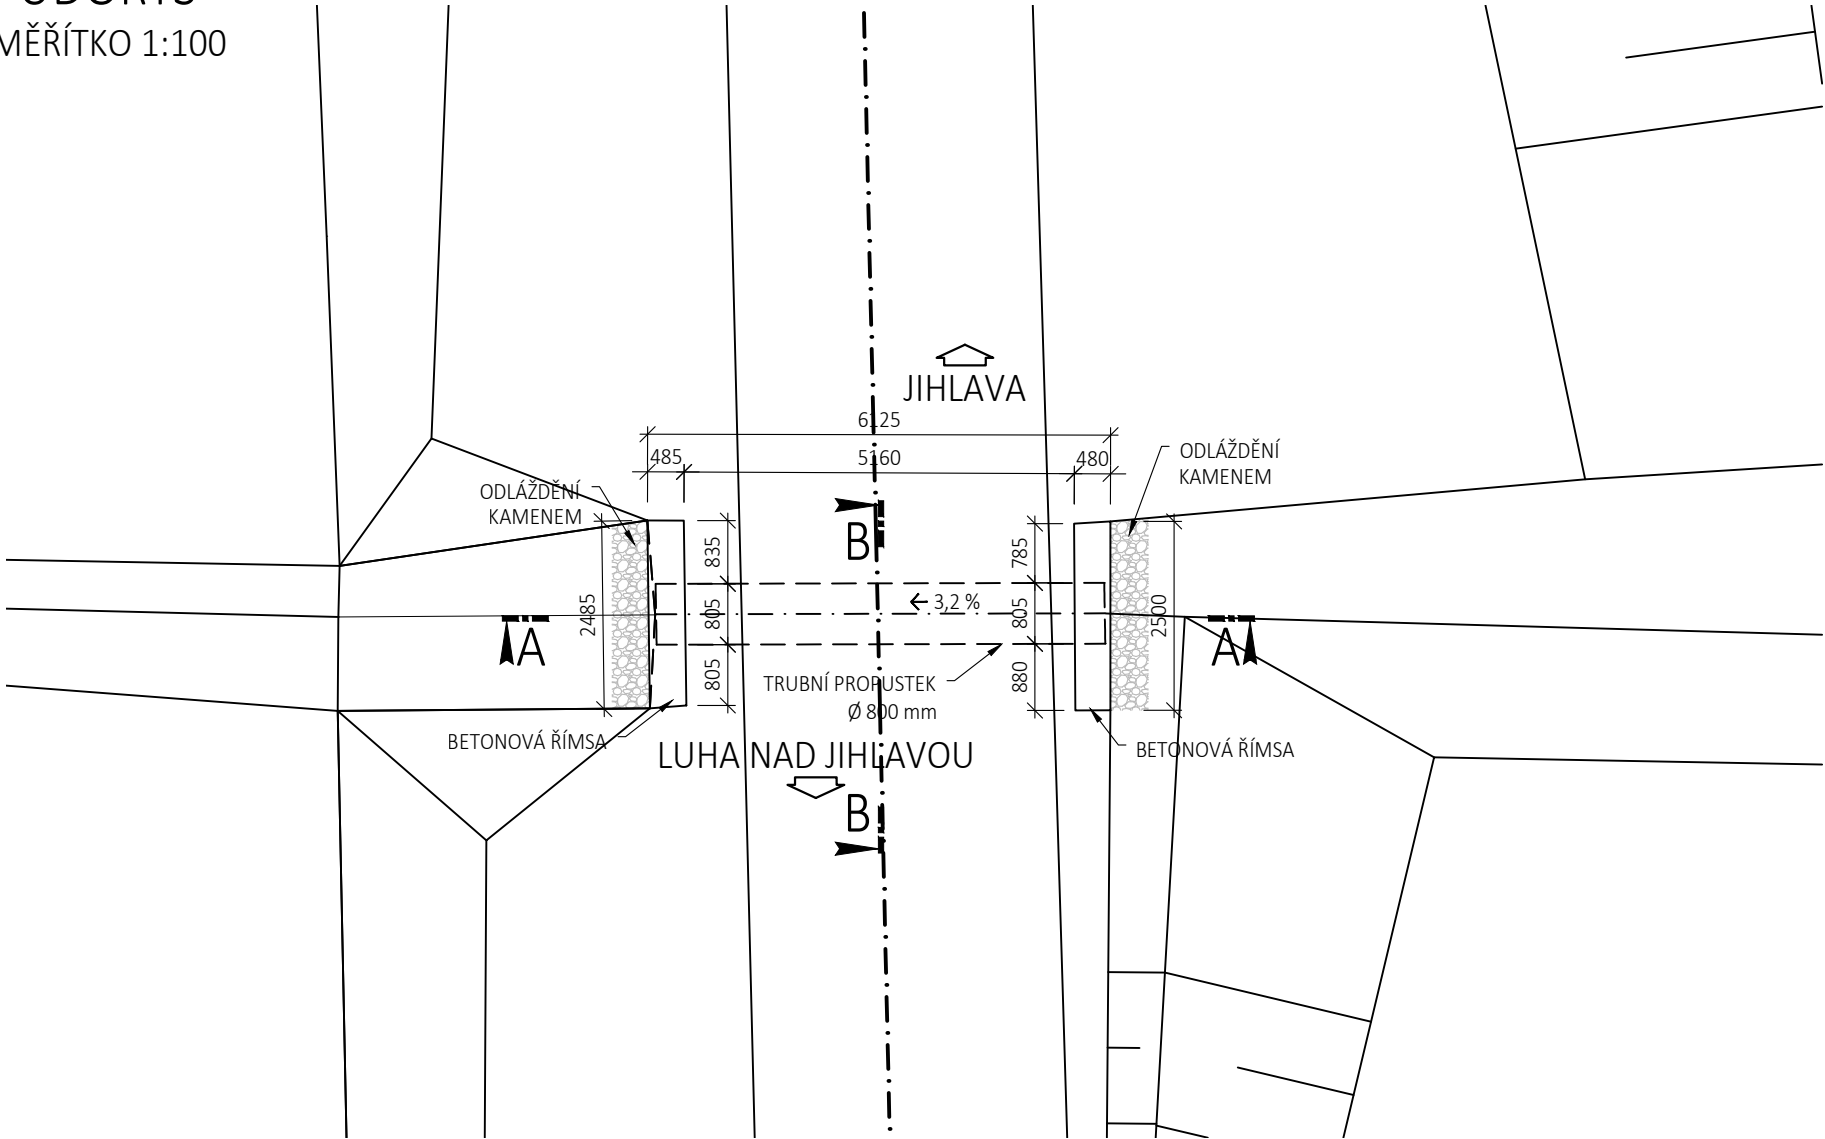 MĚŘÍTKO 1:100
JIHLAVA
6125
485
5160
480
ODLÁŽDĚNÍ
KAMENEM
ODLÁŽDĚNÍ
KAMENEM
B
835
785
2485
805
← 3,2 %
805
2500
A
A
805
880
TRUBNÍ PROPUSTEK
Ø 800 mm
BETONOVÁ ŘÍMSA
BETONOVÁ ŘÍMSA
LUHA NAD JIHLAVOU
B